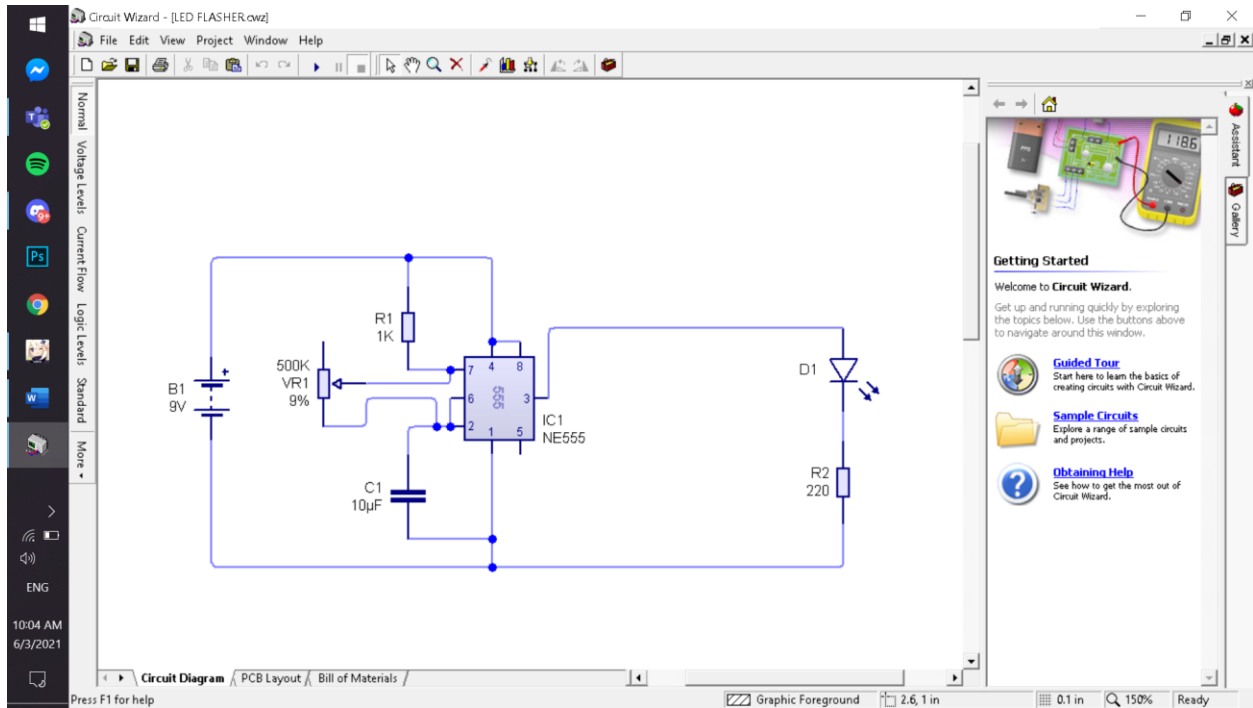 Circuit Wizard - [LED FLASHER.cwz]
File Edit View Project Window Help
Normal
Voltage Levels
Current Flow
Logic Levels
Standard
More
Ps
9+
W
ENG
10:04 AM
6/3/2021
R1
1K
500K
VR1
9%
B1
9V
+
7 4 8
6 555 3
2 1 5
IC1
NE555
C1
10µF
D1
R2
220
1186
Assistant
Gallery
Getting Started
Welcome to Circuit Wizard.
Get up and running quickly by exploring
the topics below. Use the buttons above
to navigate around this window.
Guided Tour
Start here to learn the basics of
creating circuits with Circuit Wizard.
Sample Circuits
Explore a range of sample circuits
and projects.
Obtaining Help
See how to get the most out of
Circuit Wizard.
Circuit Diagram PCB Layout Bill of Materials
Press F1 for help
Graphic Foreground 2.6, 1 in 0.1 in 150% Ready